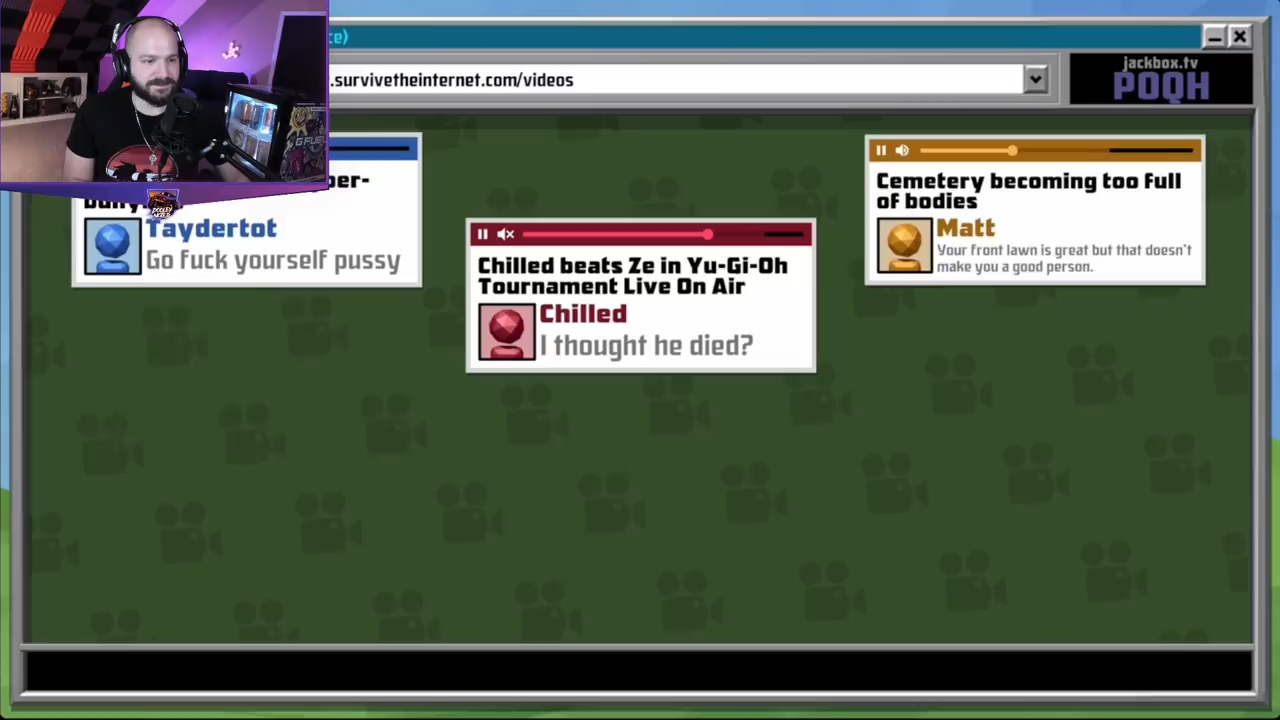 ce)
.survivetheinternet.com/videos
jackbox.tv
POQH
ber-
Taydertot
Go fuck yourself pussy
Chilled beats Ze in Yu-Gi-Oh
Tournament Live On Air
Chilled
I thought he died?
Cemetery becoming too full
of bodies
Matt
Your front lawn is great but that doesn't
make you a good person.
G FUEL